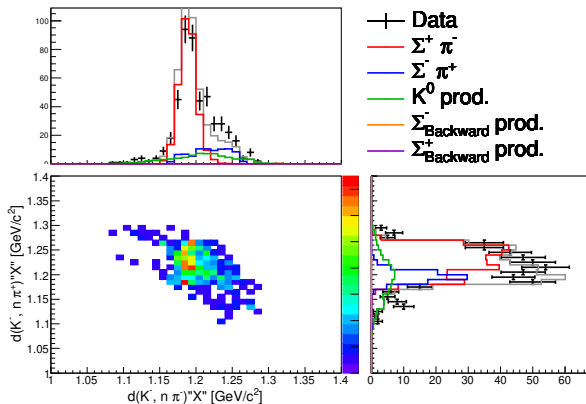 100
80
60
40
20
0
Data
Σ⁺ π⁻
Σ⁻ π⁺
K⁰ prod.
Σ⁻Backward prod.
Σ⁺Backward prod.
d(K⁻, n π⁺)"X" [GeV/c²]
1.4
1.35
1.3
1.25
1.2
1.15
1.1
1.05
1
1 1.05 1.1 1.15 1.2 1.25 1.3 1.35 1.4
d(K⁻, n π⁻)"X" [GeV/c²]
0 10 20 30 40 50 60